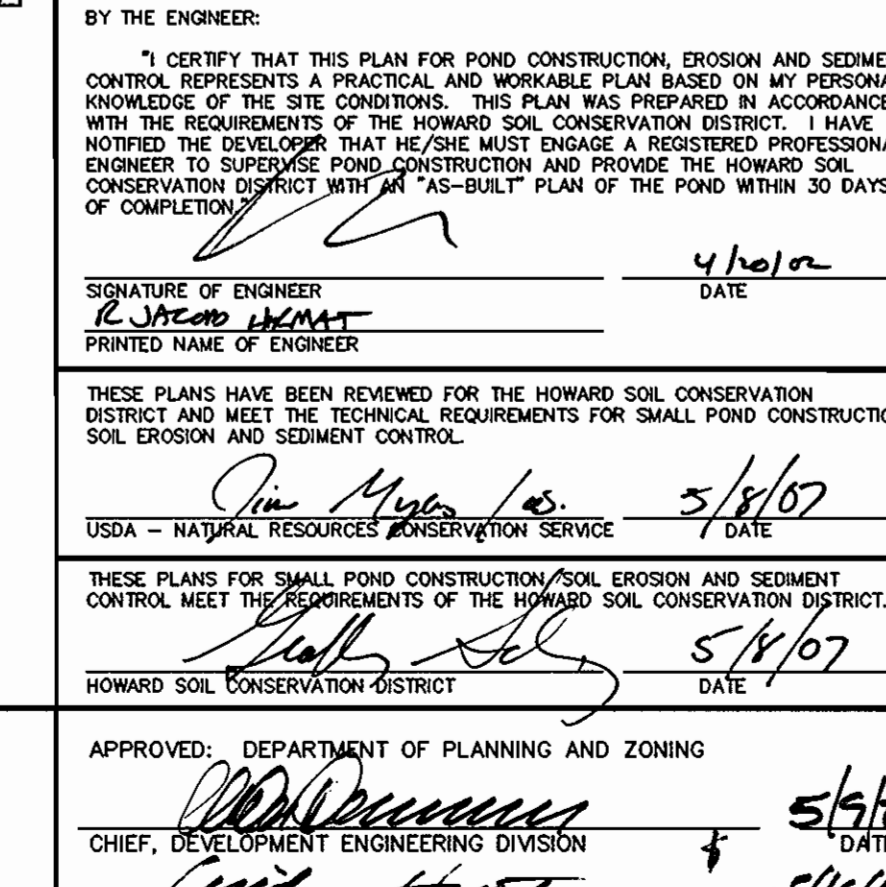 BY THE ENGINEER:
"I CERTIFY THAT THIS PLAN FOR POND CONSTRUCTION, EROSION AND SEDIME
CONTROL REPRESENTS A PRACTICAL AND WORKABLE PLAN BASED ON MY PERSONA
KNOWLEDGE OF THE SITE CONDITIONS. THIS PLAN WAS PREPARED IN ACCORDANCE
WITH THE REQUIREMENTS OF THE HOWARD SOIL CONSERVATION DISTRICT. I HAVE
NOTIFIED THE DEVELOPER THAT HE/SHE MUST ENGAGE A REGISTERED PROFESSIONA
ENGINEER TO SUPERVISE POND CONSTRUCTION AND PROVIDE THE HOWARD SOIL
CONSERVATION DISTRICT WITH AN "AS-BUILT" PLAN OF THE POND WITHIN 30 DAYS
OF COMPLETION."
SIGNATURE OF ENGINEER DATE
R JACOB HIKMAT
PRINTED NAME OF ENGINEER
THESE PLANS HAVE BEEN REVIEWED FOR THE HOWARD SOIL CONSERVATION
DISTRICT AND MEET THE TECHNICAL REQUIREMENTS FOR SMALL POND CONSTRUCTIO
SOIL EROSION AND SEDIMENT CONTROL.
Jim Myers 5/8/07
USDA - NATURAL RESOURCES CONSERVATION SERVICE DATE
THESE PLANS FOR SMALL POND CONSTRUCTION, SOIL EROSION AND SEDIMENT
CONTROL MEET THE REQUIREMENTS OF THE HOWARD SOIL CONSERVATION DISTRICT.
5/8/07
HOWARD SOIL CONSERVATION DISTRICT DATE
APPROVED: DEPARTMENT OF PLANNING AND ZONING
5/9/
CHIEF, DEVELOPMENT ENGINEERING DIVISION DATE